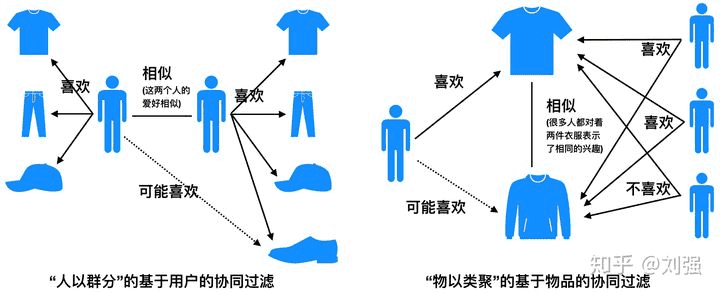 喜欢
相似
(这两个人的
爱好相似)
喜欢
可能喜欢
“人以群分”的基于用户的协同过滤
喜欢
喜欢
相似
(很多人都对着
两件衣服表示
了相同的兴趣)
喜欢
不喜欢
可能喜欢
“物以类聚”的基于物品的协同过滤
知乎 @刘强